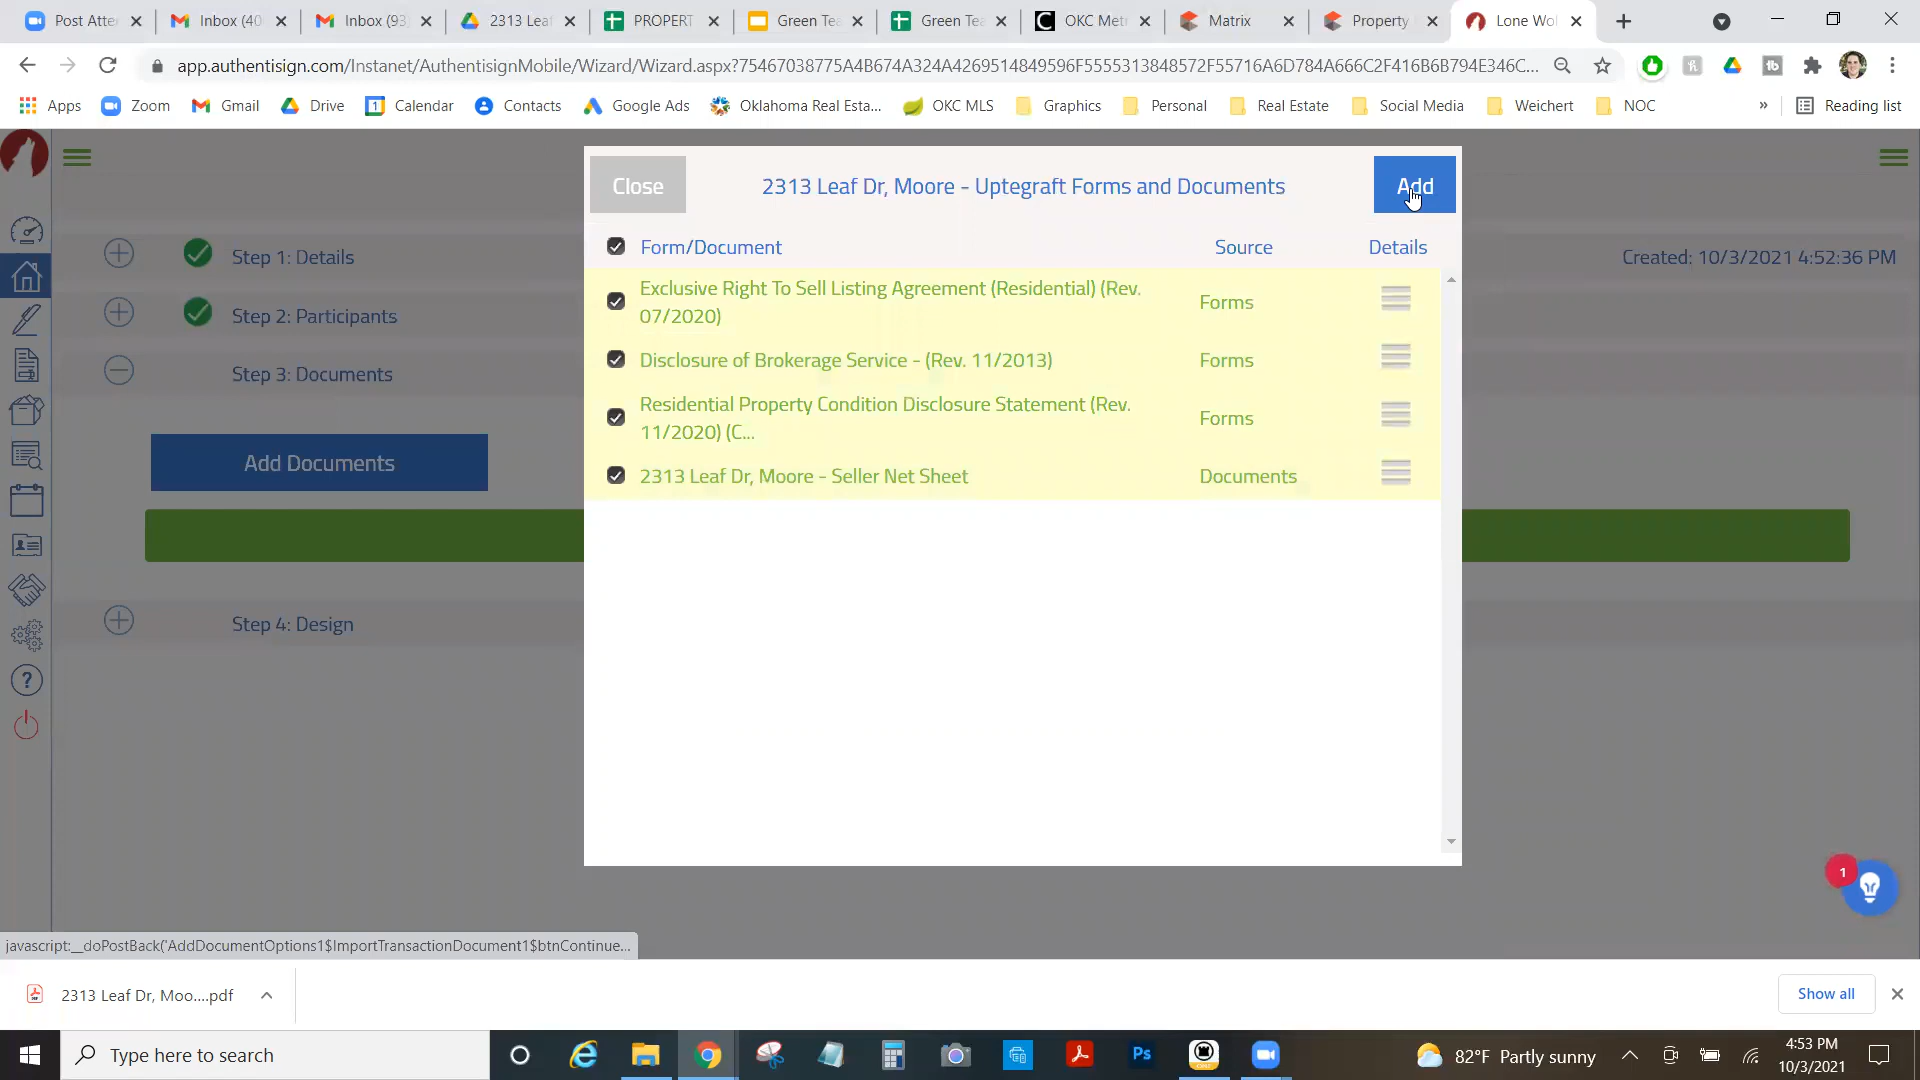 Post Atte
Inbox (40
Inbox (93
2313 Leaf
PROPERT
Green Tea
Green Tea
OKC Met
Matrix
Property
Lone Wol
app.authentisign.com/Instanet/AuthentisignMobile/Wizard/Wizard.aspx?75467038775A4B674A324A4269514849596F5555313848572F55716A6D784A666C2F416B6B794E346C...
Apps
Zoom
Gmail
Drive
Calendar
Contacts
Google Ads
Oklahoma Real Esta...
OKC MLS
Graphics
Personal
Real Estate
Social Media
Weichert
NOC
»
Reading list
Close
2313 Leaf Dr, Moore - Uptegraft Forms and Documents
Add
Form/Document
Source
Details
Step 1: Details
Created: 10/3/2021 4:52:36 PM
Exclusive Right To Sell Listing Agreement (Residential) (Rev.
07/2020)
Forms
Step 2: Participants
Disclosure of Brokerage Service - (Rev. 11/2013)
Forms
Step 3: Documents
Residential Property Condition Disclosure Statement (Rev.
11/2020) (C...
Forms
Add Documents
2313 Leaf Dr, Moore - Seller Net Sheet
Documents
Step 4: Design
1
javascript:__doPostBack('AddDocumentOptions1$ImportTransactionDocument1$btnContinue...
2313 Leaf Dr, Moo....pdf
Show all
Type here to search
Ps
82°F Partly sunny
4:53 PM
10/3/2021